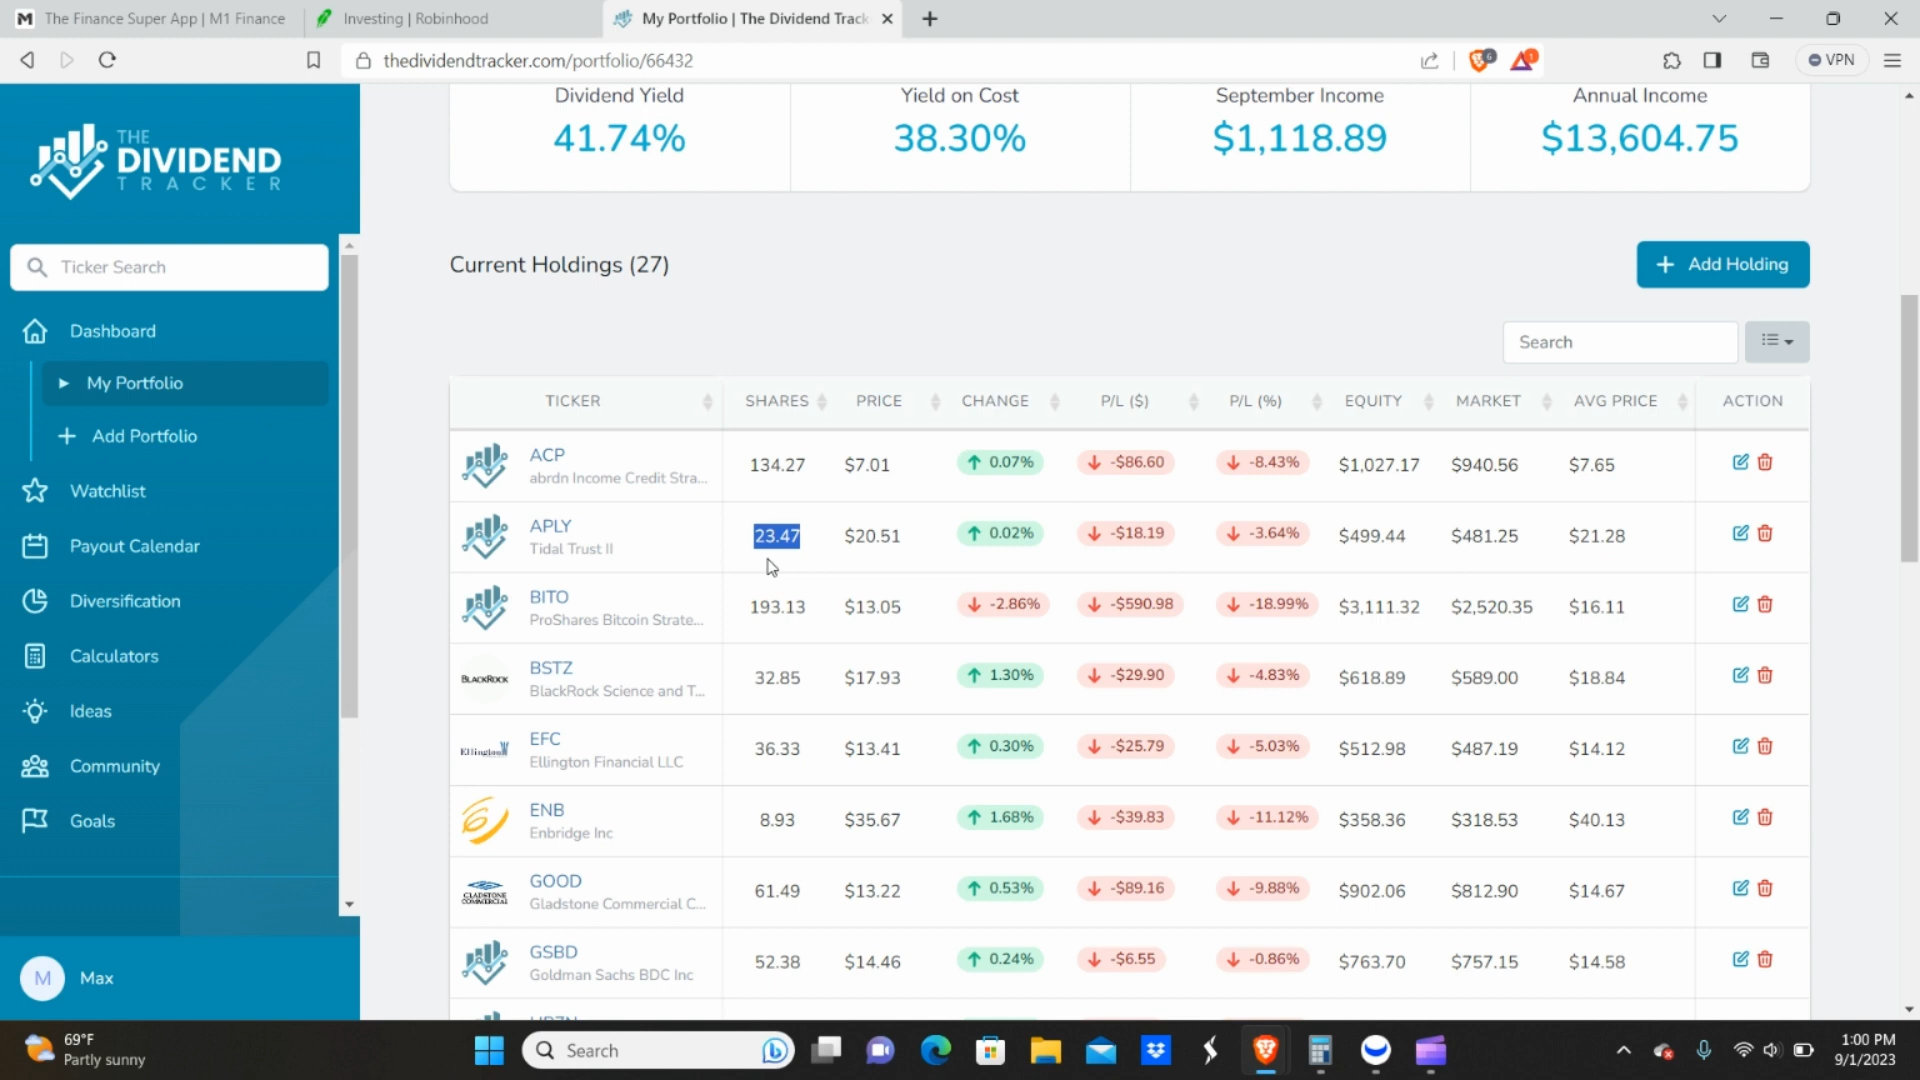 M The Finance Super App | M1 Finance
Investing | Robinhood
My Portfolio | The Dividend Track
thedividendtracker.com/portfolio/66432
6
1
VPN
THE
DIVIDEND
TRACKER
Ticker Search
Dashboard
My Portfolio
Add Portfolio
Watchlist
Payout Calendar
Diversification
Calculators
Ideas
Community
Goals
M Max
Dividend Yield Yield on Cost September Income Annual Income
41.74% 38.30% $1,118.89 $13,604.75
Current Holdings (27)
+ Add Holding
Search
TICKER SHARES PRICE CHANGE P/L ($) P/L (%) EQUITY MARKET AVG PRICE ACTION
ACP 134.27 $7.01 0.07% -$86.60 -8.43% $1,027.17 $940.56 $7.65
abrdn Income Credit Stra...
APLY 23.47 $20.51 0.02% -$18.19 -3.64% $499.44 $481.25 $21.28
Tidal Trust II
BITO 193.13 $13.05 -2.86% -$590.98 -18.99% $3,111.32 $2,520.35 $16.11
ProShares Bitcoin Strate...
BLACKROCK BSTZ 32.85 $17.93 1.30% -$29.90 -4.83% $618.89 $589.00 $18.84
BlackRock Science and T...
Ellington EFC 36.33 $13.41 0.30% -$25.79 -5.03% $512.98 $487.19 $14.12
Ellington Financial LLC
ENB 8.93 $35.67 1.68% -$39.83 -11.12% $358.36 $318.53 $40.13
Enbridge Inc
GLADSTONE COMMERCIAL GOOD 61.49 $13.22 0.53% -$89.16 -9.88% $902.06 $812.90 $14.67
Gladstone Commercial C...
GSBD 52.38 $14.46 0.24% -$6.55 -0.86% $763.70 $757.15 $14.58
Goldman Sachs BDC Inc
69°F
Partly sunny
Search
1:00 PM
9/1/2023